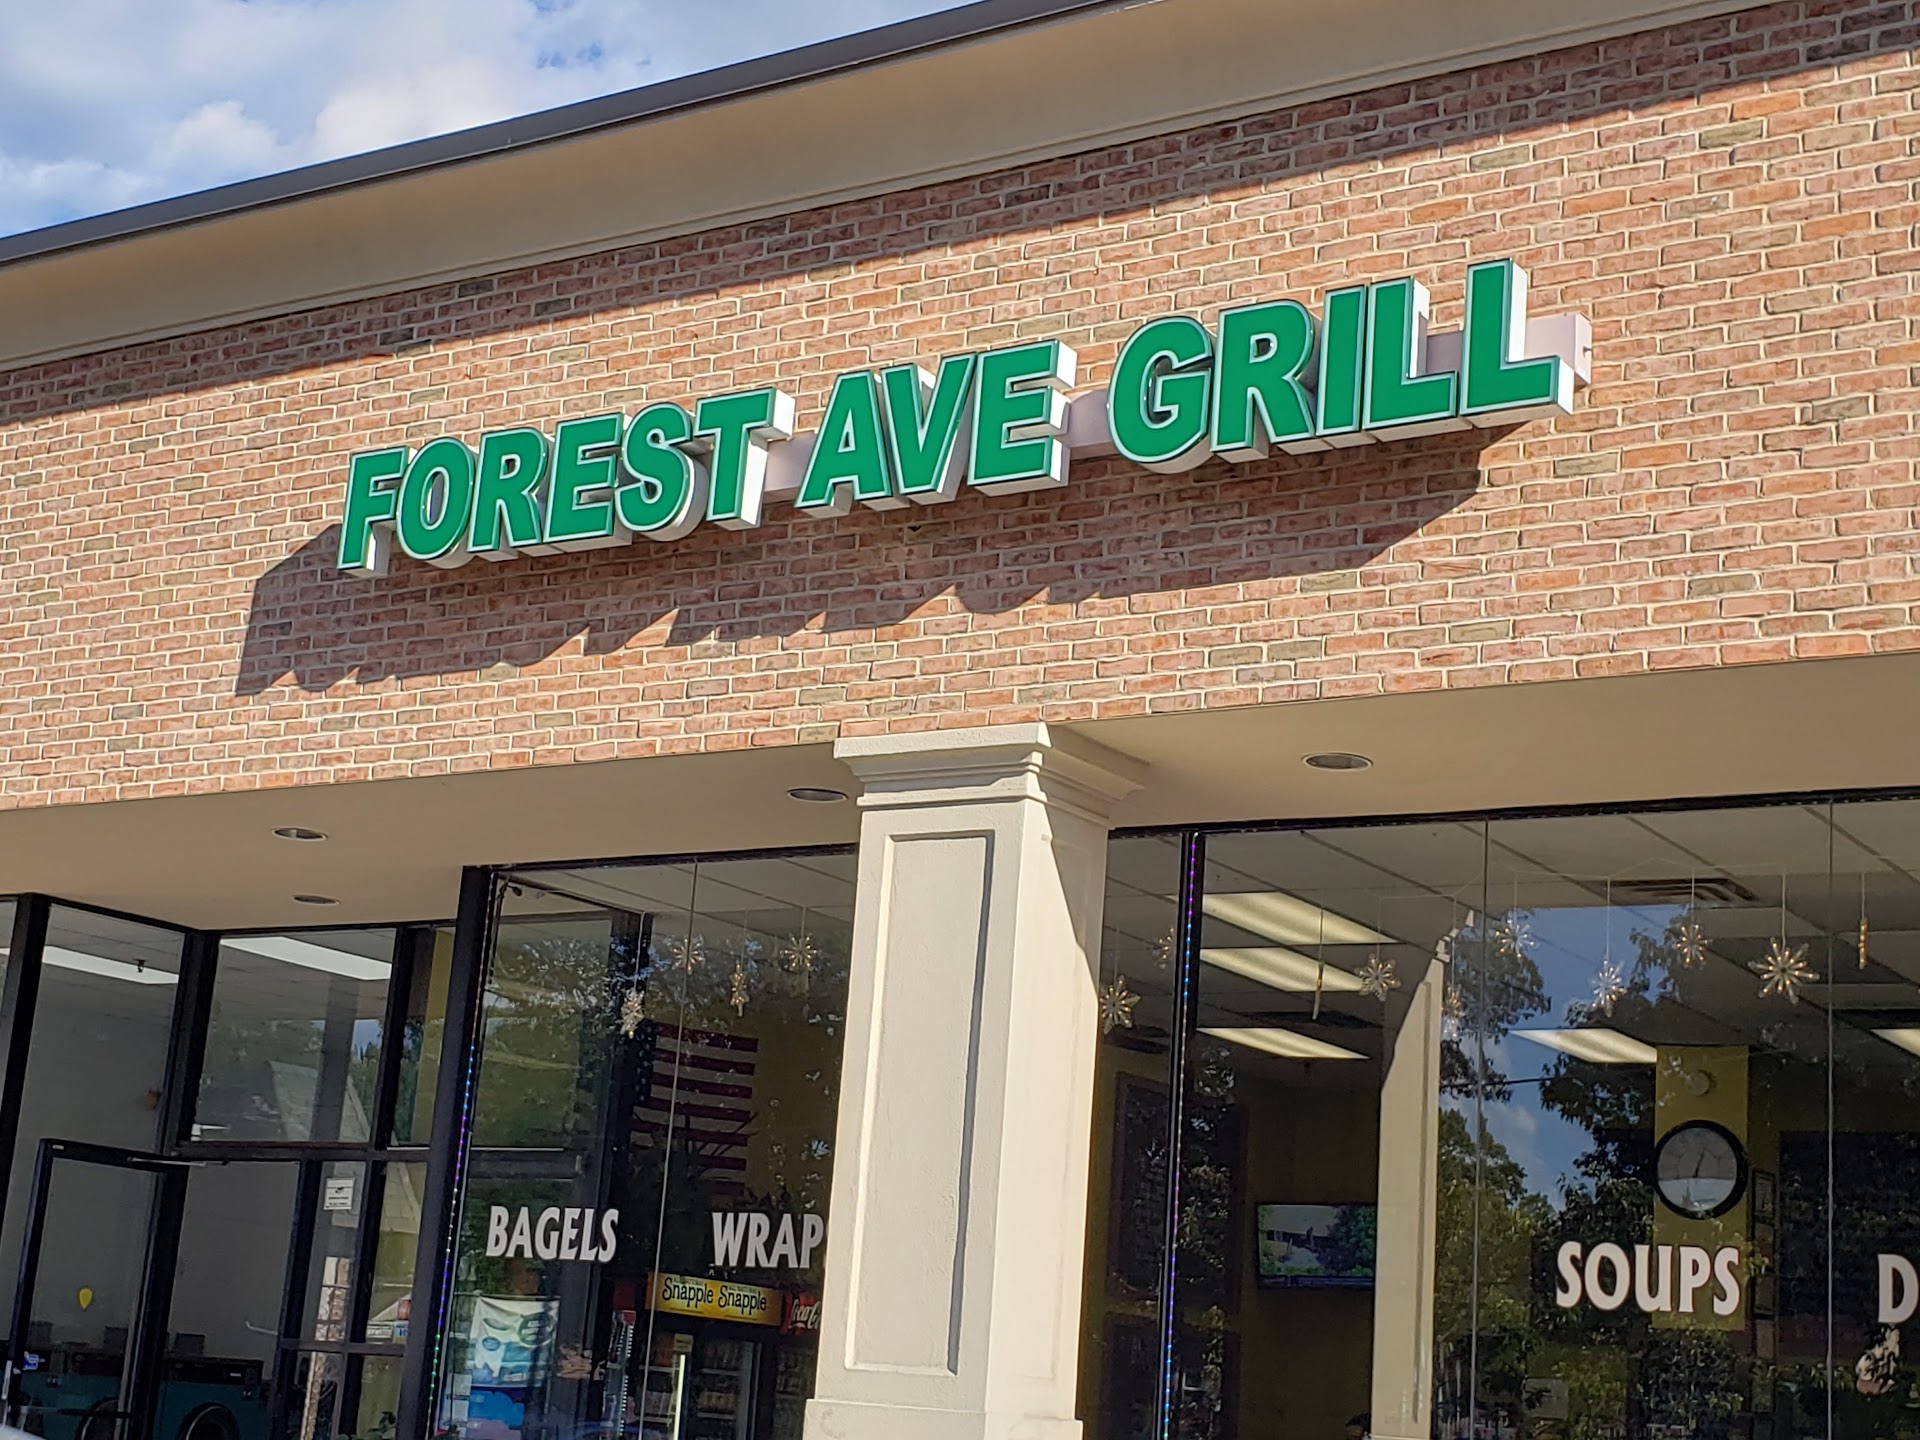 FOREST AVE GRILL
BAGELS WRAP SOUPS D
Snapple Snapple